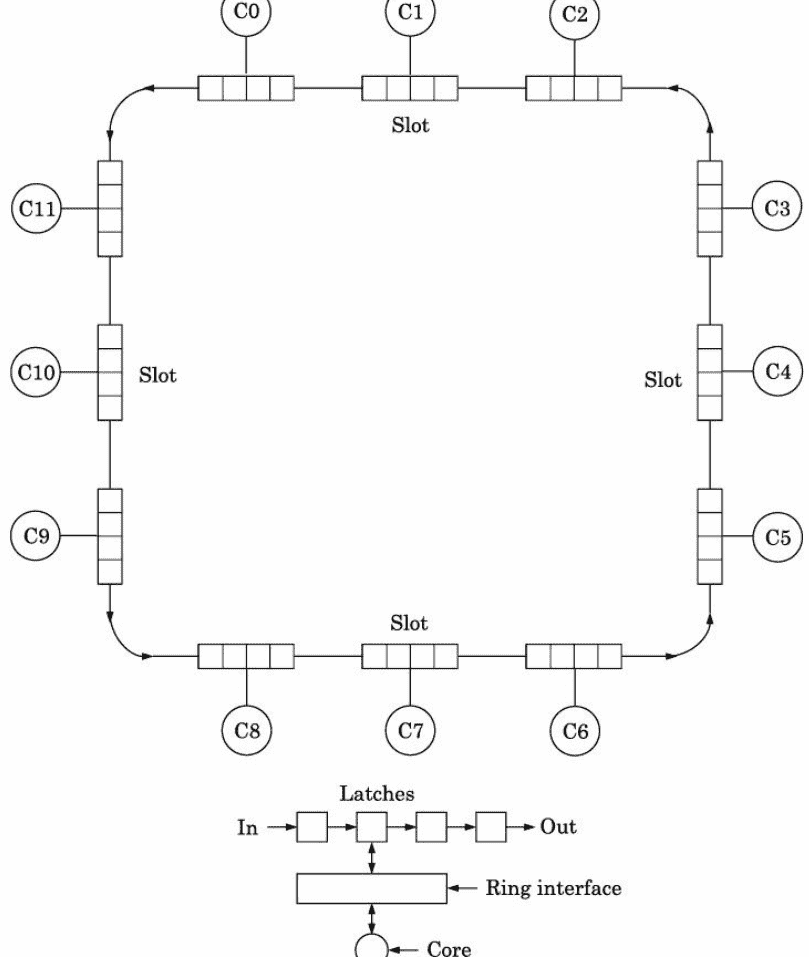 C0 C1 C2
Slot
C11 C3
C10 Slot Slot C4
C9 C5
Slot
C8 C7 C6
Latches
In Out
Ring interface
Core